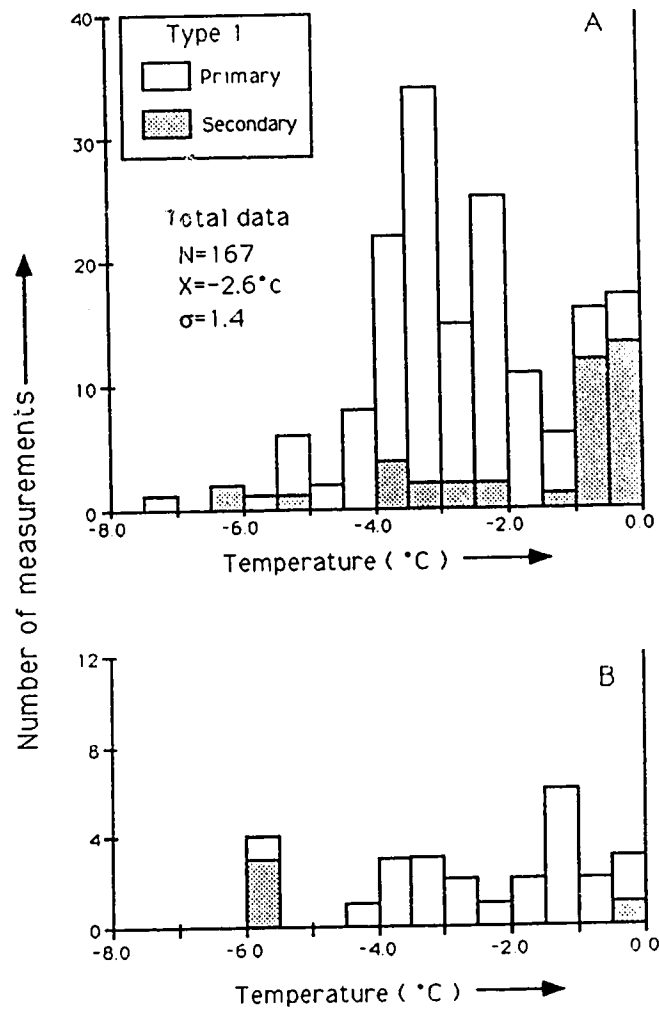 40
A
Type 1
Primary
Secondary
30
Total data
N=167
X=-2.6°C
σ=1.4
20
10
0
-8.0 -6.0 -4.0 -2.0 0.0
Temperature (°C)
Number of measurements
12
B
8
4
0
-8.0 -6.0 -4.0 -2.0 0.0
Temperature (°C)